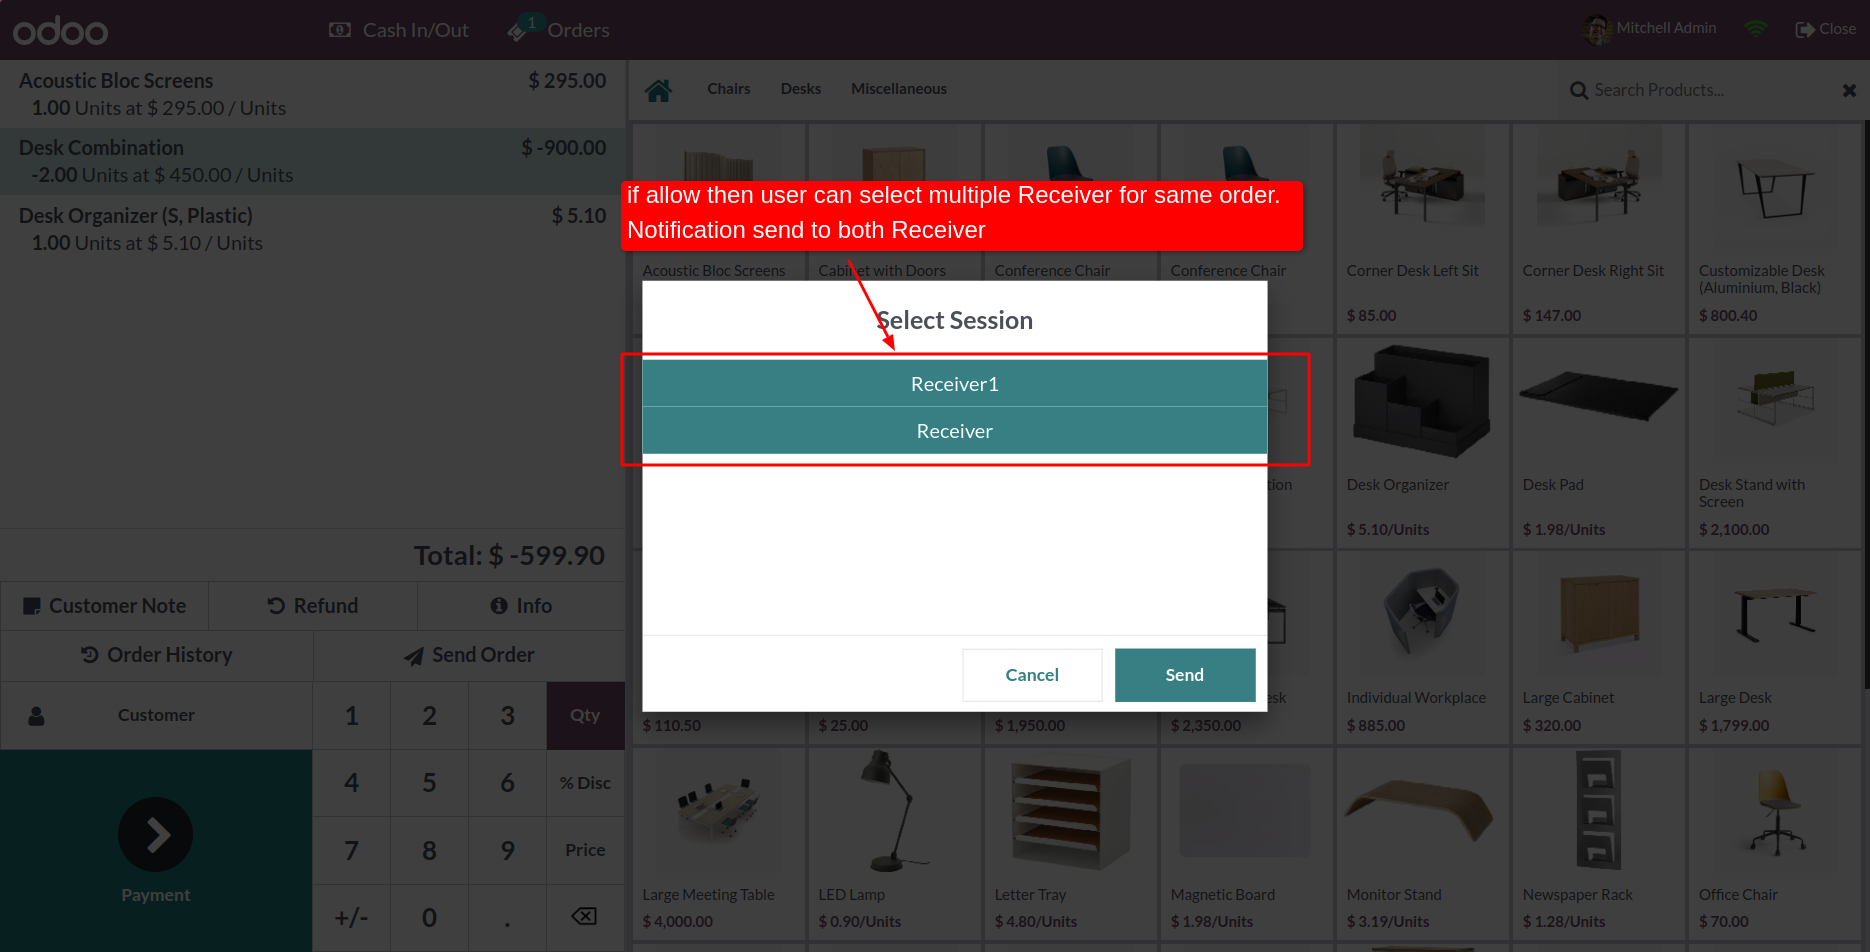 odoo
Cash In/Out
1
Orders
Mitchell Admin
Close
Acoustic Bloc Screens $ 295.00
1.00 Units at $ 295.00 / Units
Desk Combination $ -900.00
-2.00 Units at $ 450.00 / Units
Desk Organizer (S, Plastic) $ 5.10
1.00 Units at $ 5.10 / Units
Total: $ -599.90
Customer Note Refund Info
Order History Send Order
Customer 1 2 3 Qty
4 5 6 % Disc
7 8 9 Price
Payment
+/- 0 .
Chairs Desks Miscellaneous
Search Products...
if allow then user can select multiple Receiver for same order.
Notification send to both Receiver
Acoustic Bloc Screens Cabinet with Doors Conference Chair Conference Chair Corner Desk Left Sit Corner Desk Right Sit Customizable Desk
(Aluminium, Black)
$ 85.00 $ 147.00 $ 800.40
Select Session
Receiver1
Receiver
Cancel Send
tion Desk Organizer Desk Pad Desk Stand with
Screen
$ 5.10/Units $ 1.98/Units $ 2,100.00
esk Individual Workplace Large Cabinet Large Desk
$ 110.50 $ 25.00 $ 1,950.00 $ 2,350.00 $ 885.00 $ 320.00 $ 1,799.00
Large Meeting Table LED Lamp Letter Tray Magnetic Board Monitor Stand Newspaper Rack Office Chair
$ 4,000.00 $ 0.90/Units $ 4.80/Units $ 1.98/Units $ 3.19/Units $ 1.28/Units $ 70.00